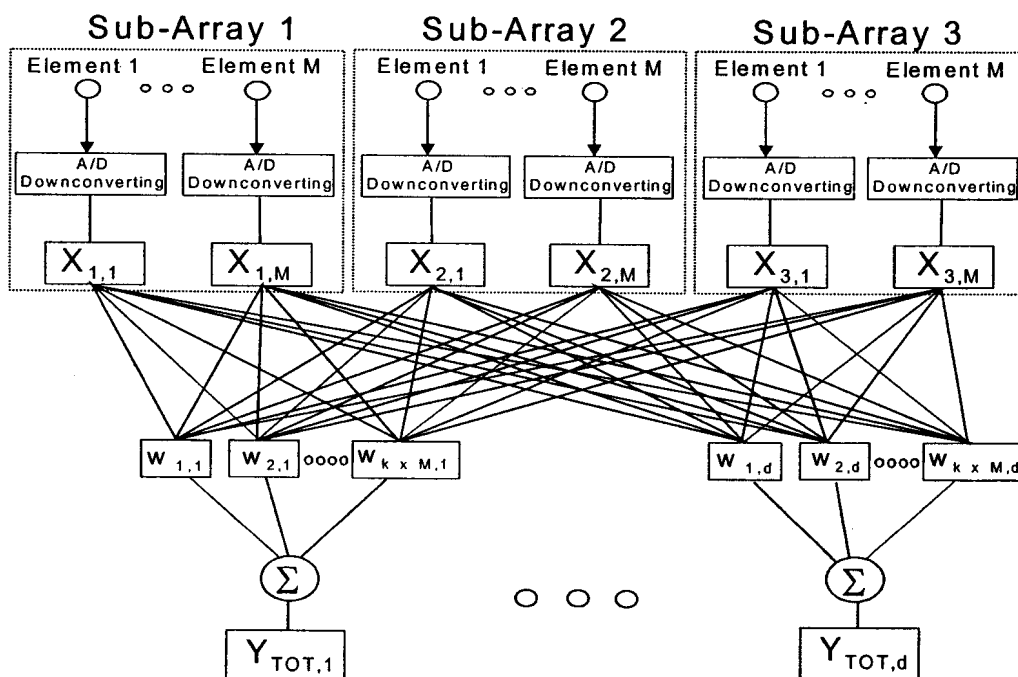 Sub-Array 1 Sub-Array 2 Sub-Array 3
Element 1 Element M Element 1 Element M Element 1 Element M
A/D Downconverting A/D Downconverting A/D Downconverting A/D Downconverting A/D Downconverting A/D Downconverting
X1,1 X1,M X2,1 X2,M X3,1 X3,M
W1,1 W2,1 Wk x M,1 W1,d W2,d Wk x M,d
Σ Σ
YTOT,1 YTOT,d